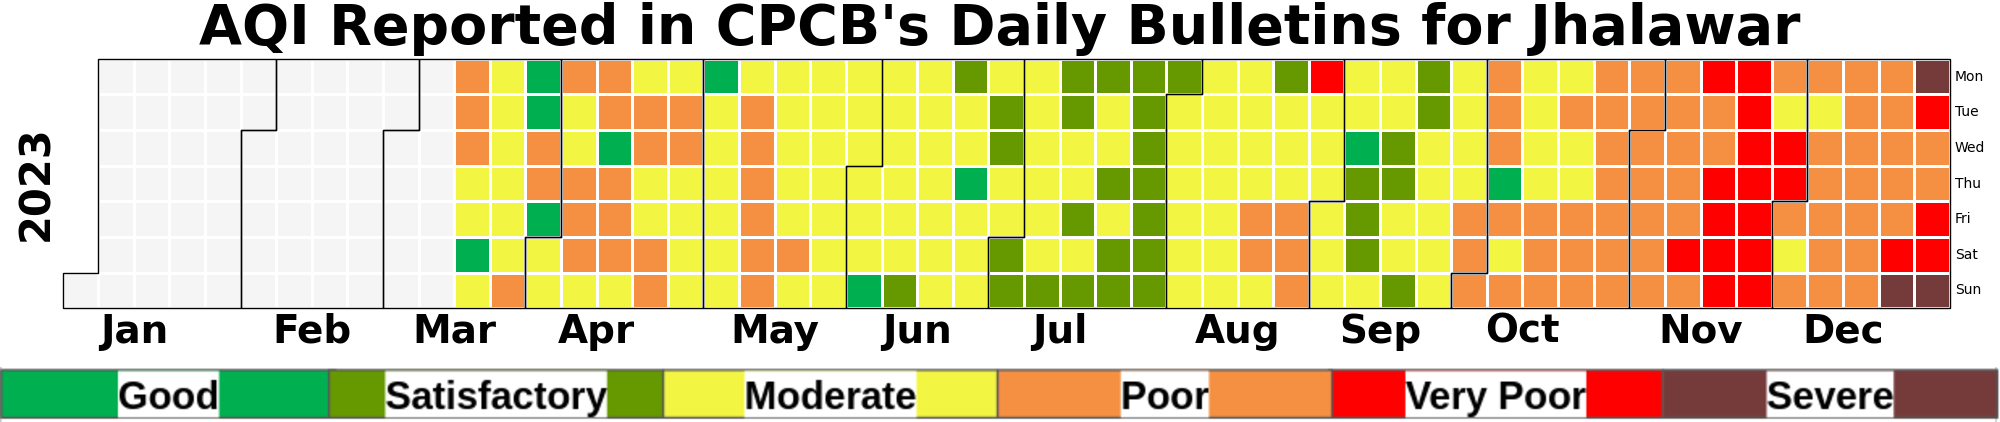 AQI Reported in CPCB's Daily Bulletins for Jhalawar
2023
Mon
Tue
Wed
Thu
Fri
Sat
Sun
Jan Feb Mar Apr May Jun Jul Aug Sep Oct Nov Dec
Good Satisfactory Moderate Poor Very Poor Severe